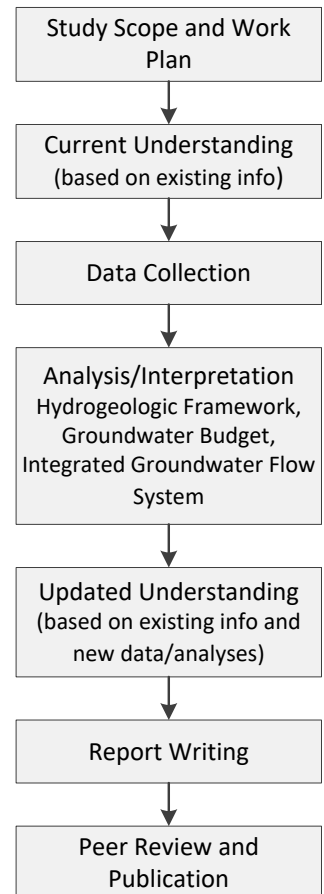 Study Scope and Work
Plan
Current Understanding
(based on existing info)
Data Collection
Analysis/Interpretation
Hydrogeologic Framework,
Groundwater Budget,
Integrated Groundwater Flow
System
Updated Understanding
(based on existing info and
new data/analyses)
Report Writing
Peer Review and
Publication